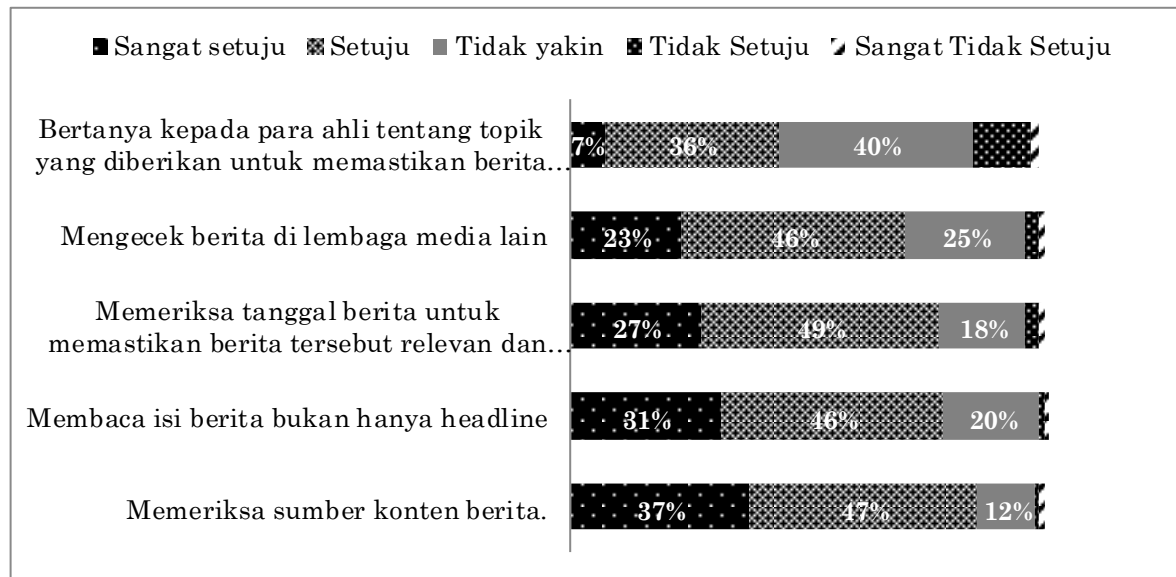 Sangat setuju Setuju Tidak yakin Tidak Setuju Sangat Tidak Setuju
Bertanya kepada para ahli tentang topik
yang diberikan untuk memastikan berita…
7% 36% 40%
Mengecek berita di lembaga media lain
23% 46% 25%
Memeriksa tanggal berita untuk
memastikan berita tersebut relevan dan…
27% 49% 18%
Membaca isi berita bukan hanya headline
31% 46% 20%
Memeriksa sumber konten berita.
37% 47% 12%